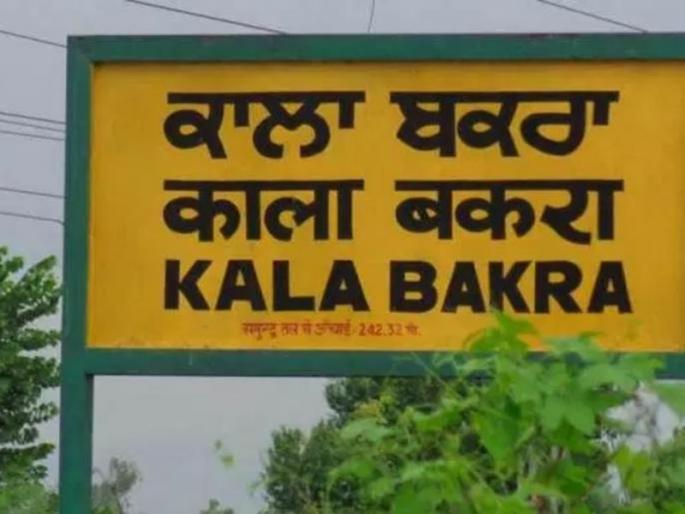 ਕਾਲਾ ਬਕਰਾ
काला बकरा
KALA BAKRA
समुन्द्र तल से ऊँचाई 242.32 मी.